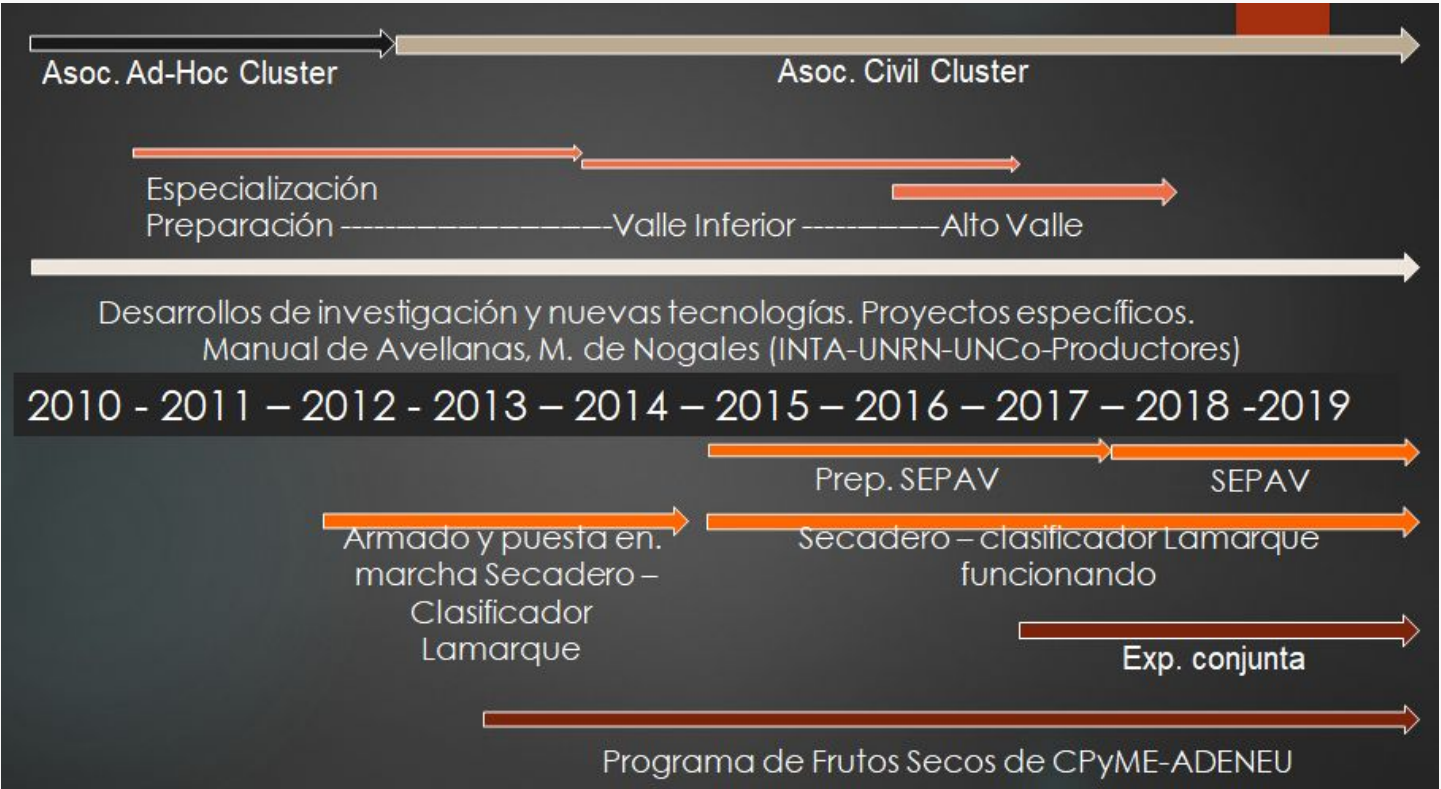 Asoc. Ad-Hoc Cluster
Asoc. Civil Cluster
Especialización
Preparación -----------------------------Valle Inferior --------------Alto Valle
Desarrollos de investigación y nuevas tecnologías. Proyectos específicos.
Manual de Avellanas, M. de Nogales (INTA-UNRN-UNCo-Productores)
2010 - 2011 – 2012 - 2013 – 2014 – 2015 – 2016 – 2017 – 2018 -2019
Prep. SEPAV
SEPAV
Armado y puesta en.
marcha Secadero –
Clasificador
Lamarque
Secadero – clasificador Lamarque
funcionando
Exp. conjunta
Programa de Frutos Secos de CPyME-ADENEU